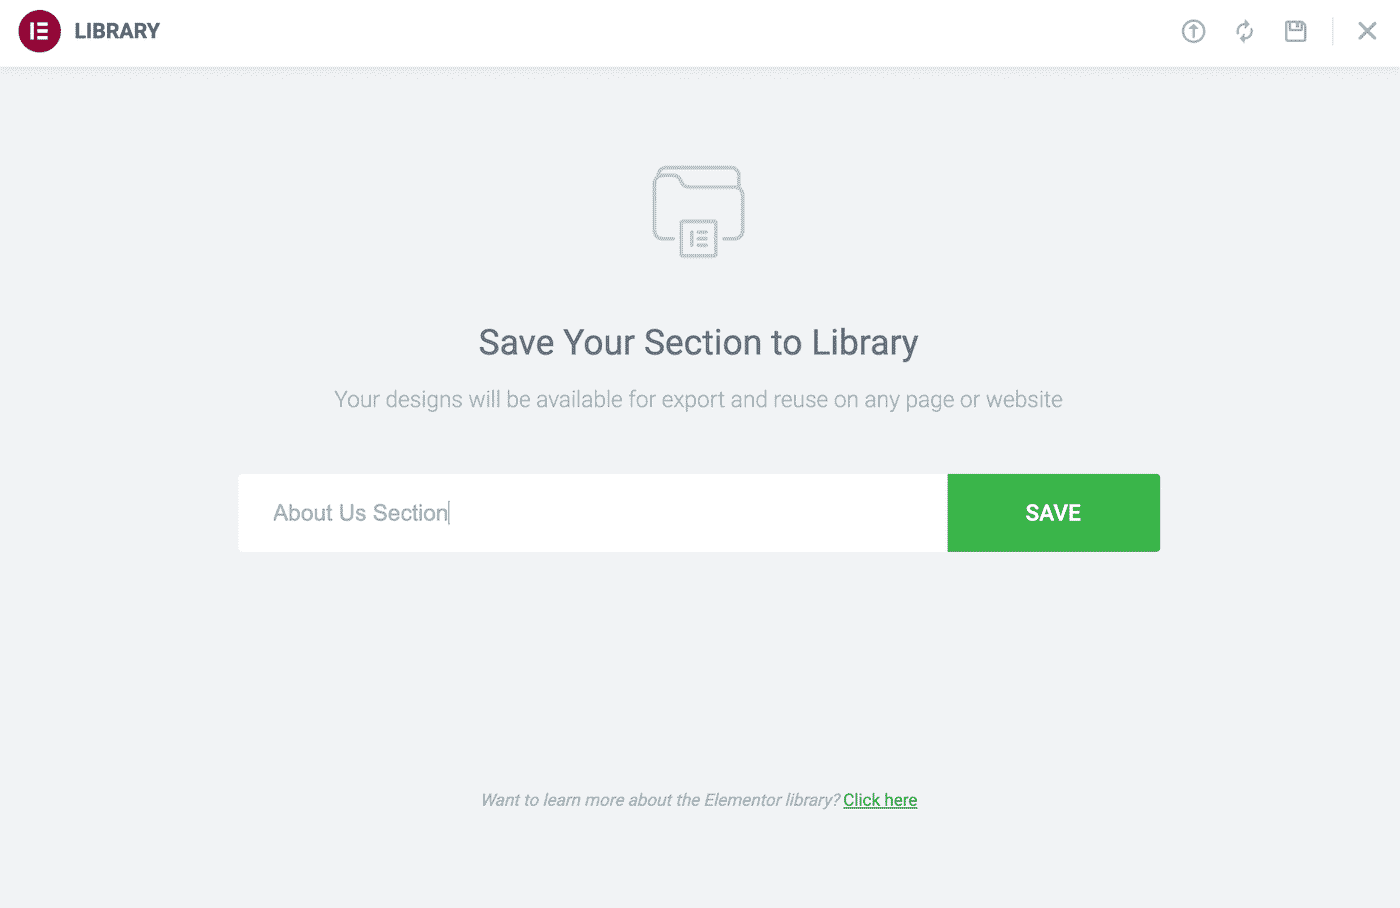 LIBRARY
Save Your Section to Library
Your designs will be available for export and reuse on any page or website
About Us Section
SAVE
Want to learn more about the Elementor library? Click here